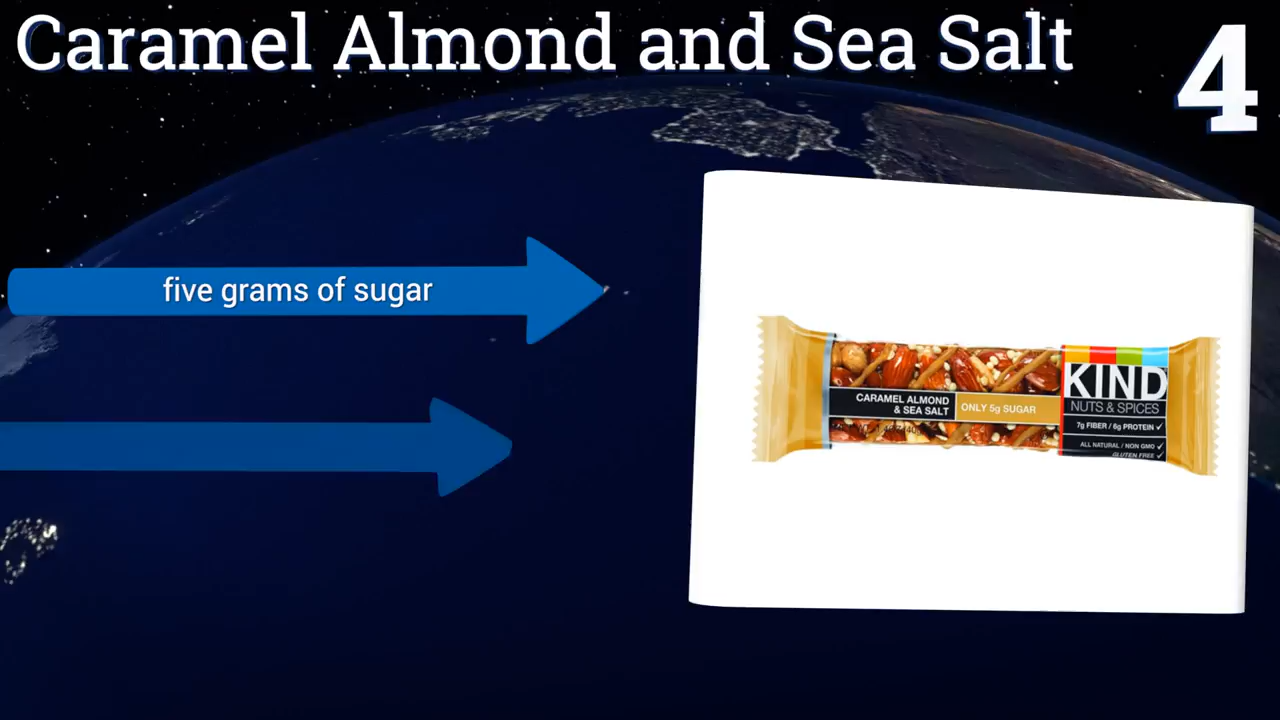 Caramel Almond and Sea Salt
4
five grams of sugar
CARAMEL ALMOND
& SEA SALT
ONLY 5g SUGAR
KIND
NUTS & SPICES
7g FIBER / 6g PROTEIN ✓
ALL NATURAL / NON GMO ✓
GLUTEN FREE ✓